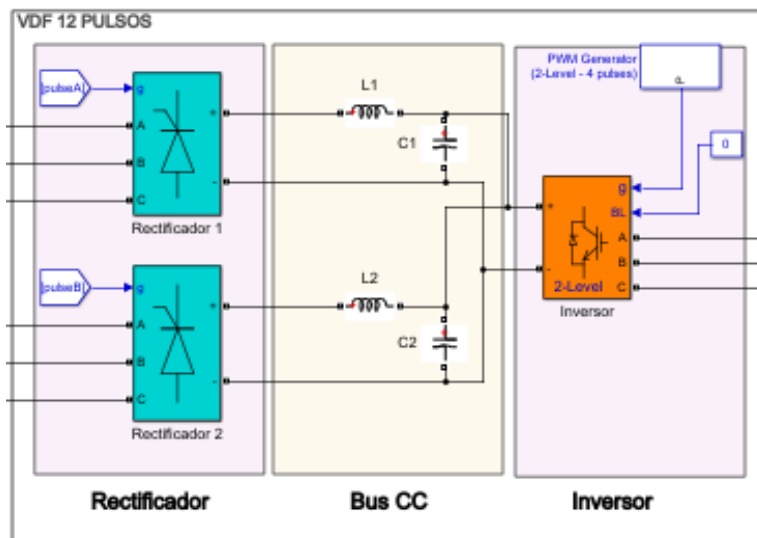 VDF 12 PULSOS
PWM Generator
(2-Level - 4 pulses)
P
0
[pulseA]
g
A
B
C
+
-
Rectificador 1
L1
C1
[pulseB]
g
A
B
C
+
-
Rectificador 2
L2
C2
g
BL
+
-
A
B
C
2-Level
Inversor
Rectificador
Bus CC
Inversor